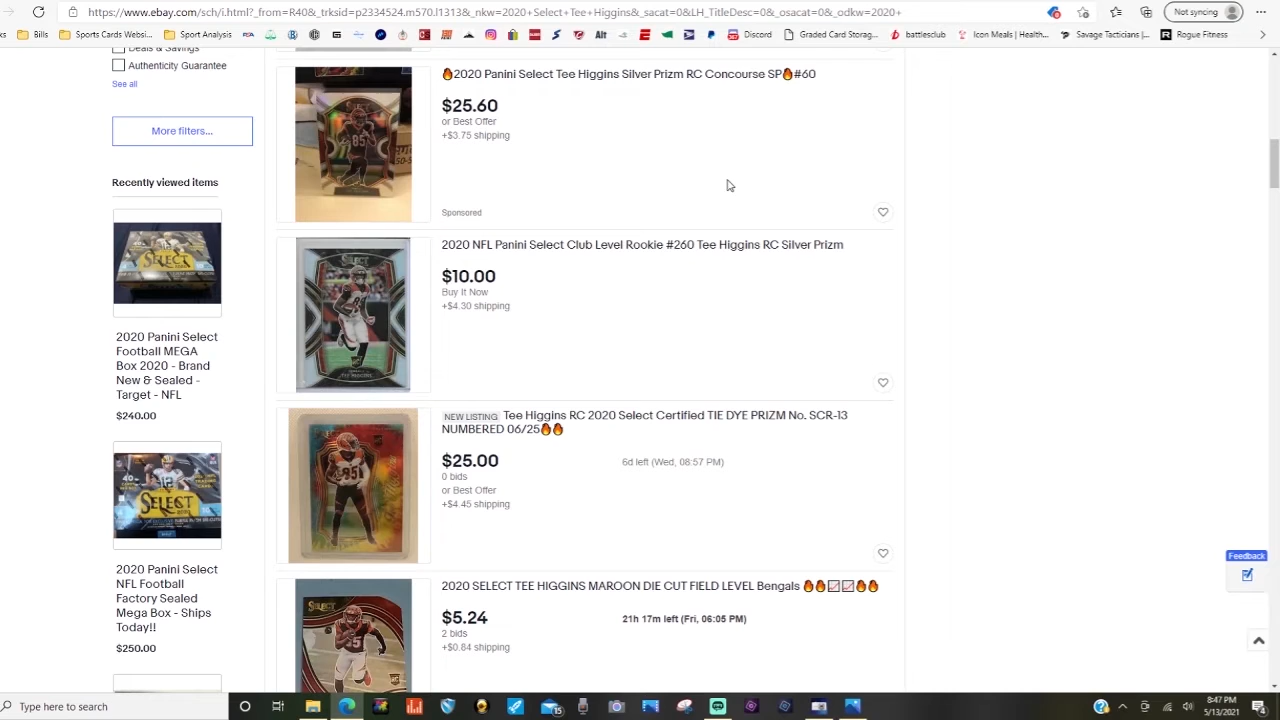 https://www.ebay.com/sch/i.html?_from=R40&_trksid=p2334524.m570.l1313&_nkw=2020+Select+Tee+Higgins&_sacat=0&LH_TitleDesc=0&_osacat=0&_odkw=2020+
Not syncing
Bills
Sports Cards Websi...
Sport Analysis
Alt
Discord
Graded Card Storag...
battlesclub
Icon Meals | Health...
Savage Tacticians |...
Rogue Fitness
Deals & Savings
Authenticity Guarantee
See all
More filters...
Recently viewed items
2020 Panini Select
Football MEGA
Box 2020 - Brand
New & Sealed -
Target - NFL
$240.00
2020 Panini Select
NFL Football
Factory Sealed
Mega Box - Ships
Today!!
$250.00
🔥2020 Panini Select Tee Higgins Silver Prizm RC Concourse SP🔥#60
$25.60
or Best Offer
+$3.75 shipping
Sponsored
2020 NFL Panini Select Club Level Rookie #260 Tee Higgins RC Silver Prizm
$10.00
Buy It Now
+$4.30 shipping
NEW LISTING Tee Higgins RC 2020 Select Certified TIE DYE PRIZM No. SCR-13
NUMBERED 06/25🔥🔥
$25.00
6d left (Wed, 08:57 PM)
0 bids
or Best Offer
+$4.45 shipping
2020 SELECT TEE HIGGINS MAROON DIE CUT FIELD LEVEL Bengals 🔥🔥📈📈🔥🔥
$5.24
21h 17m left (Fri, 06:05 PM)
2 bids
+$0.84 shipping
SELECT
SELECT
SELECT
SELECT
85
85
Feedback
Type here to search
15
8:47 PM
5/13/2021